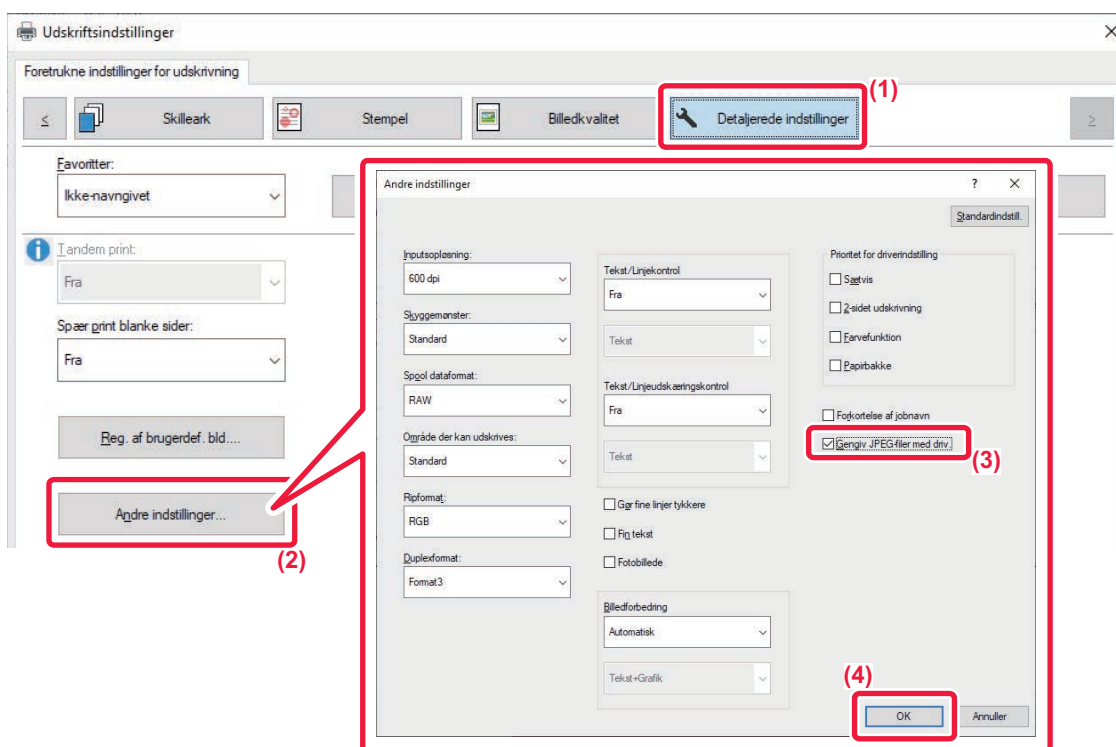 Udskriftsindstillinger
Foretrukne indstillinger for udskrivning
(1)
Skilleark
Stempel
Billedkvalitet
Detaljerede indstillinger
Favoritter:
Ikke-navngivet
Tandem print:
Fra
Spær print blanke sider:
Fra
Reg. af brugerdef. bld....
Andre indstillinger...
(2)
Andre indstillinger
?
Standardindstill.
Inputsopløsning:
600 dpi
Skyggemønster:
Standard
Spool dataformat:
RAW
Område der kan udskrives:
Standard
Ripformat:
RGB
Duplexformat:
Format3
Tekst/Linjekontrol
Fra
Tekst
Tekst/Linjeudskæringskontrol
Fra
Tekst
Gør fine linjer tykkere
Fin tekst
Fotobillede
Billedforbedring
Automatisk
Tekst+Grafik
Prioritet for driverindstilling
Sætvis
2-sidet udskrivning
Farvefunktion
Papirbakke
Forkortelse af jobnavn
Gengiv JPEG-filer med driv.
(3)
(4)
OK
Annuller